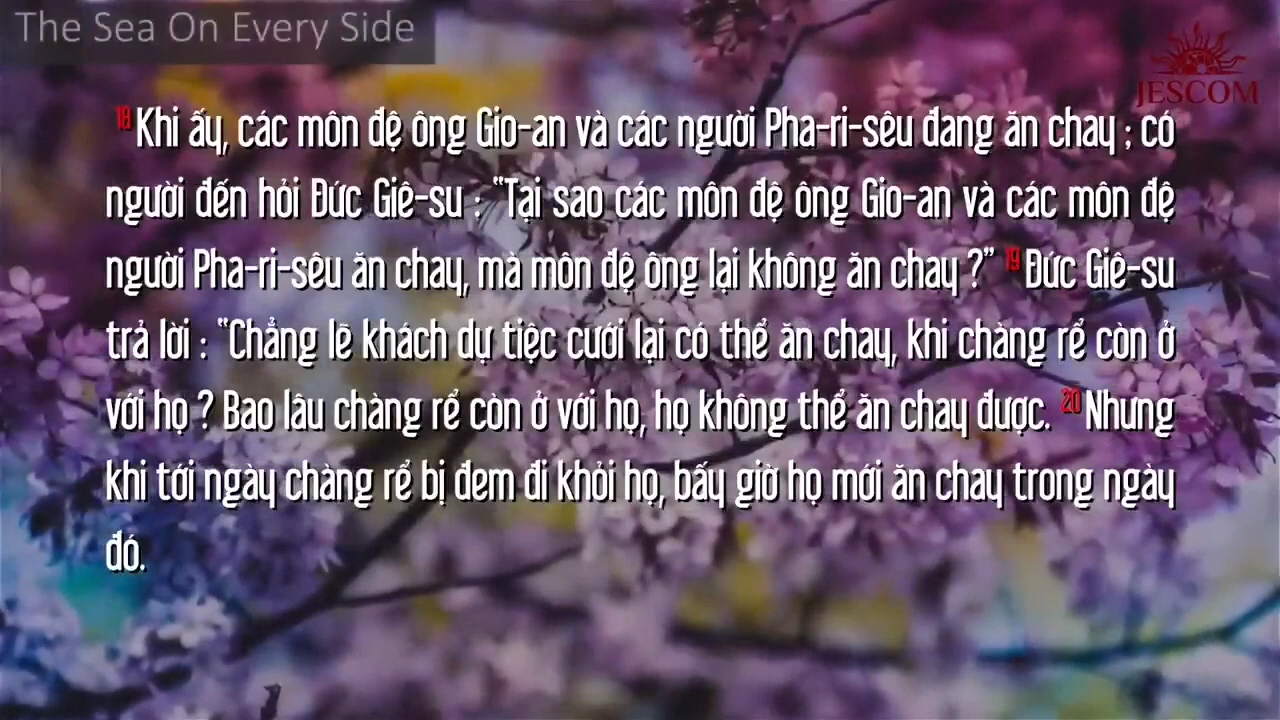 The Sea On Every Side
JESCOM
18 Khi ấy, các môn đệ ông Gio-an và các người Pha-ri-sêu đang ăn chay ; có
người đến hỏi Đức Giê-su : “Tại sao các môn đệ ông Gio-an và các môn đệ
người Pha-ri-sêu ăn chay, mà môn đệ ông lại không ăn chay ?” 19 Đức Giê-su
trả lời : “Chẳng lẽ khách dự tiệc cưới lại có thể ăn chay, khi chàng rể còn ở
với họ ? Bao lâu chàng rể còn ở với họ, họ không thể ăn chay được. 20 Nhưng
khi tới ngày chàng rể bị đem đi khỏi họ, bấy giờ họ mới ăn chay trong ngày
đó.